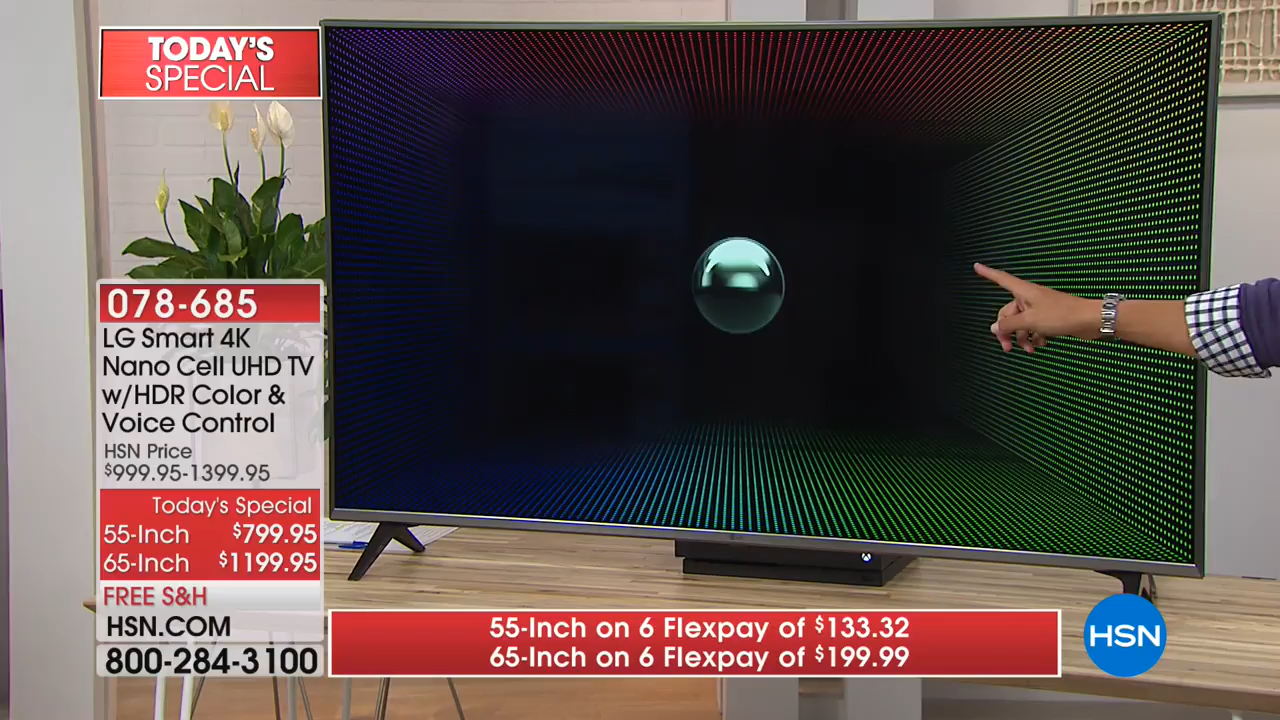 TODAY'S
SPECIAL
078-685
LG Smart 4K
Nano Cell UHD TV
w/HDR Color &
Voice Control
HSN Price
$999.95-1399.95
Today's Special
55-Inch $799.95
65-Inch $1199.95
FREE S&H
HSN.COM
800-284-3100
55-Inch on 6 Flexpay of $133.32
65-Inch on 6 Flexpay of $199.99
HSN